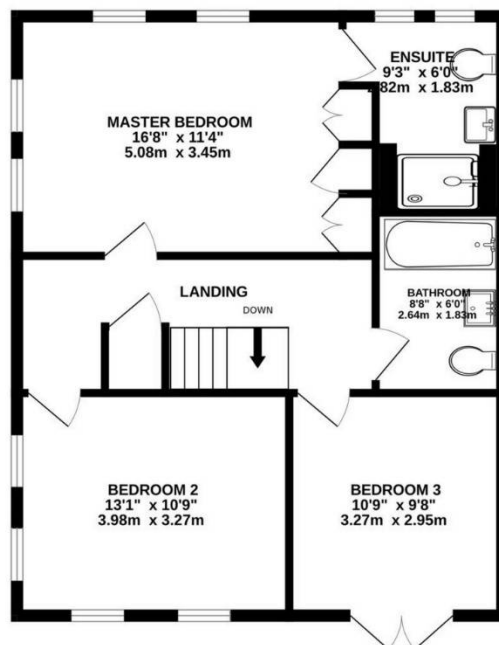 ENSUITE
9'3" x 6'0"
2.82m x 1.83m
MASTER BEDROOM
16'8" x 11'4"
5.08m x 3.45m
LANDING
DOWN
BATHROOM
8'8" x 6'0"
2.64m x 1.83m
BEDROOM 2
13'1" x 10'9"
3.98m x 3.27m
BEDROOM 3
10'9" x 9'8"
3.27m x 2.95m